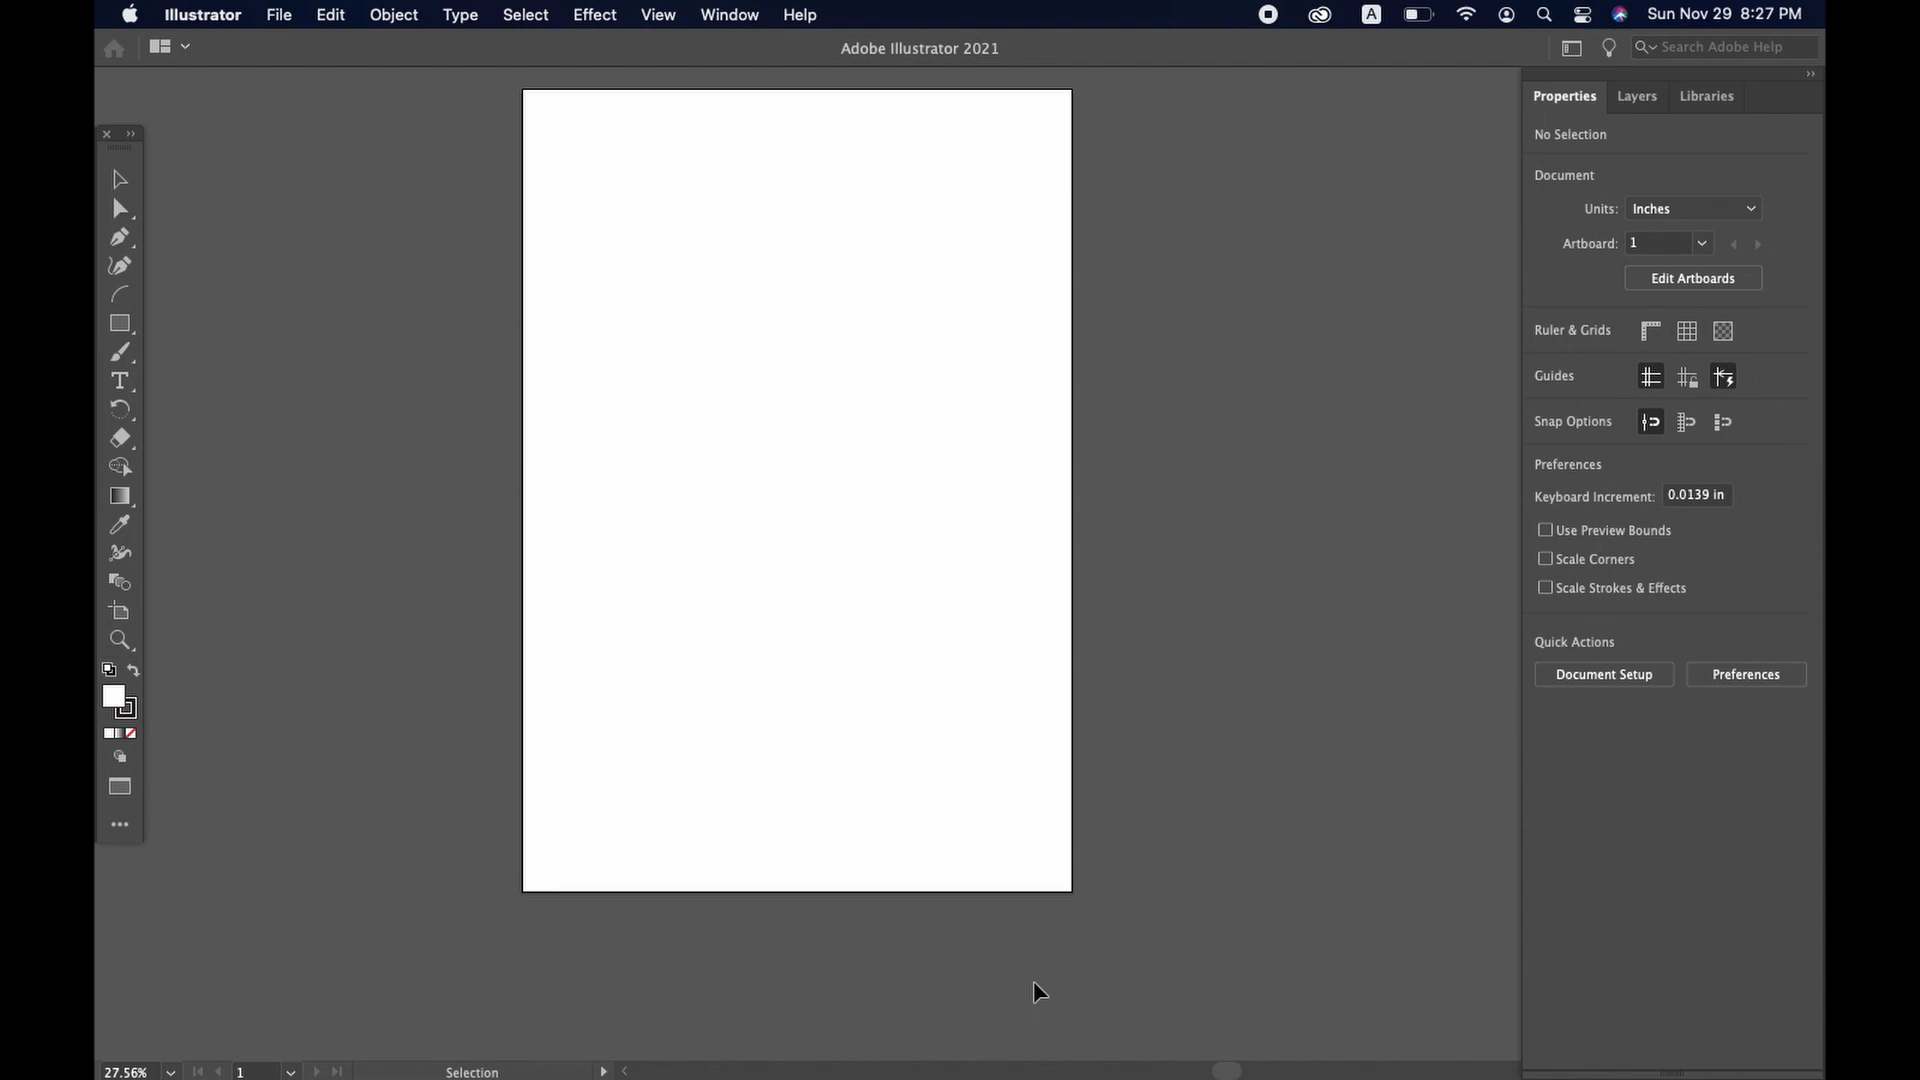 Illustrator File Edit Object Type Select Effect View Window Help A Sun Nov 29 8:27 PM
Adobe Illustrator 2021 Search Adobe Help
Properties Layers Libraries
No Selection
Document
Units: Inches
Artboard: 1
Edit Artboards
Ruler & Grids
Guides
Snap Options
Preferences
Keyboard Increment: 0.0139 in
Use Preview Bounds
Scale Corners
Scale Strokes & Effects
Quick Actions
Document Setup Preferences
27.56% 1 Selection